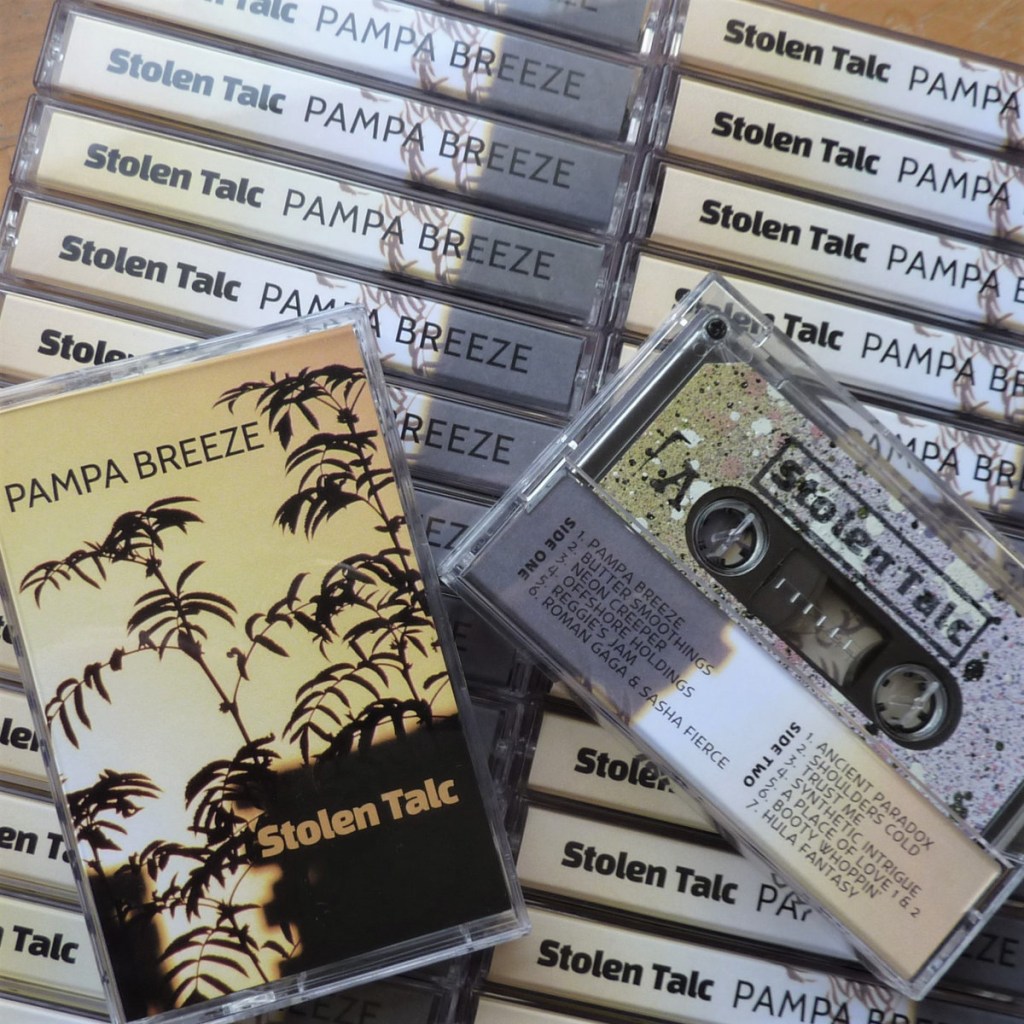 Talc PAMPA BREEZE
Stolen Talc PAMPA BREEZE
Stolen Talc PAMPA BREEZE
Stolen Talc PAMPA BREEZE
Stolen
BREEZE
Stolen Talc PAMPA
Stolen Talc PAMPA
Stolen Talc PAMPA
Stolen Talc PAMPA
PAMPA
PAMPA BREEZE
Stolen Talc
A
Stolen Talc
SIDE ONE
1. PAMPA BREEZE
2. BUTTER SMOOTHINGS
3. NEON CREEPER
4. OFFSHORE HOLDINGS
5. REGGIE'S JAM
6. ROMAN GAGA & SASHA FIERCE
SIDE TWO
1. ANCIENT PARADOX
2. SHOULDERS COLD
3. TRUST ME
4. SYNTHETIC INTRIGUE
5. A PLACE OF LOVE 1 & 2
6. BOOTY WHOPPIN'
7. HULA FANTASY
Talc
Stolen
Stolen Talc
Stolen Talc PAMPA